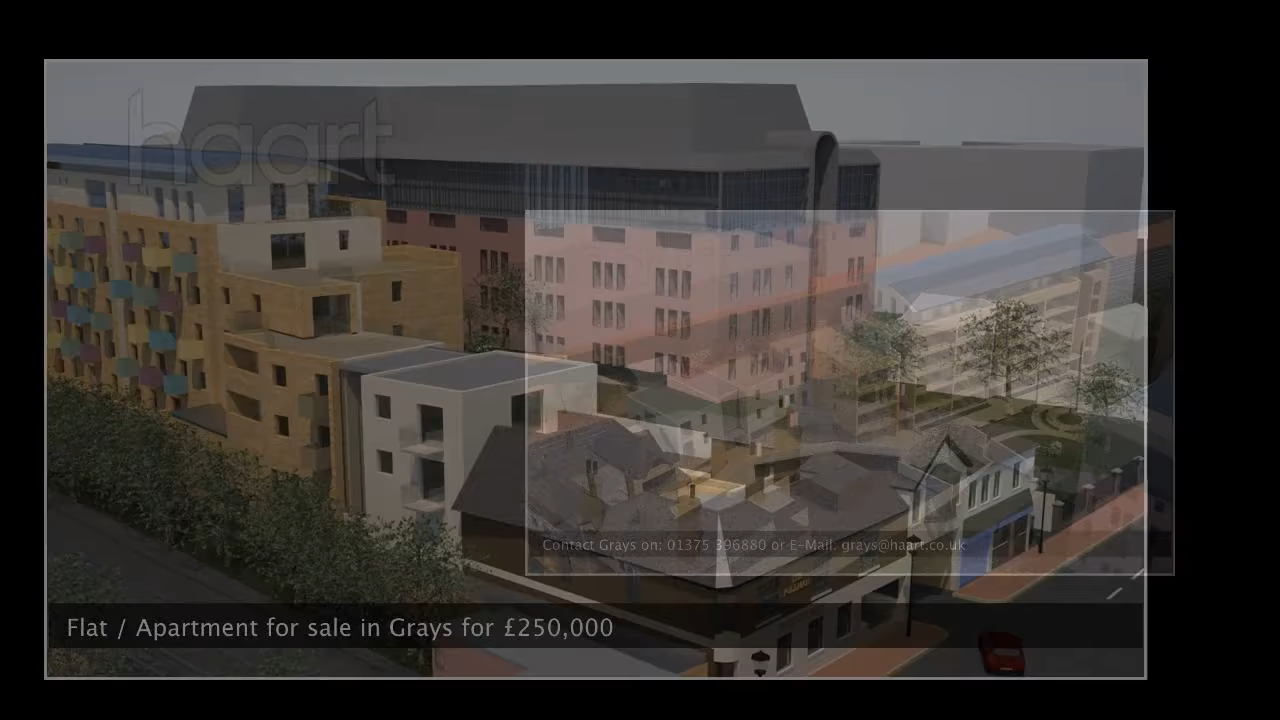 haart
Contact Grays on: 01375 396880 or E-Mail: grays@haart.co.uk
Flat / Apartment for sale in Grays for £250,000